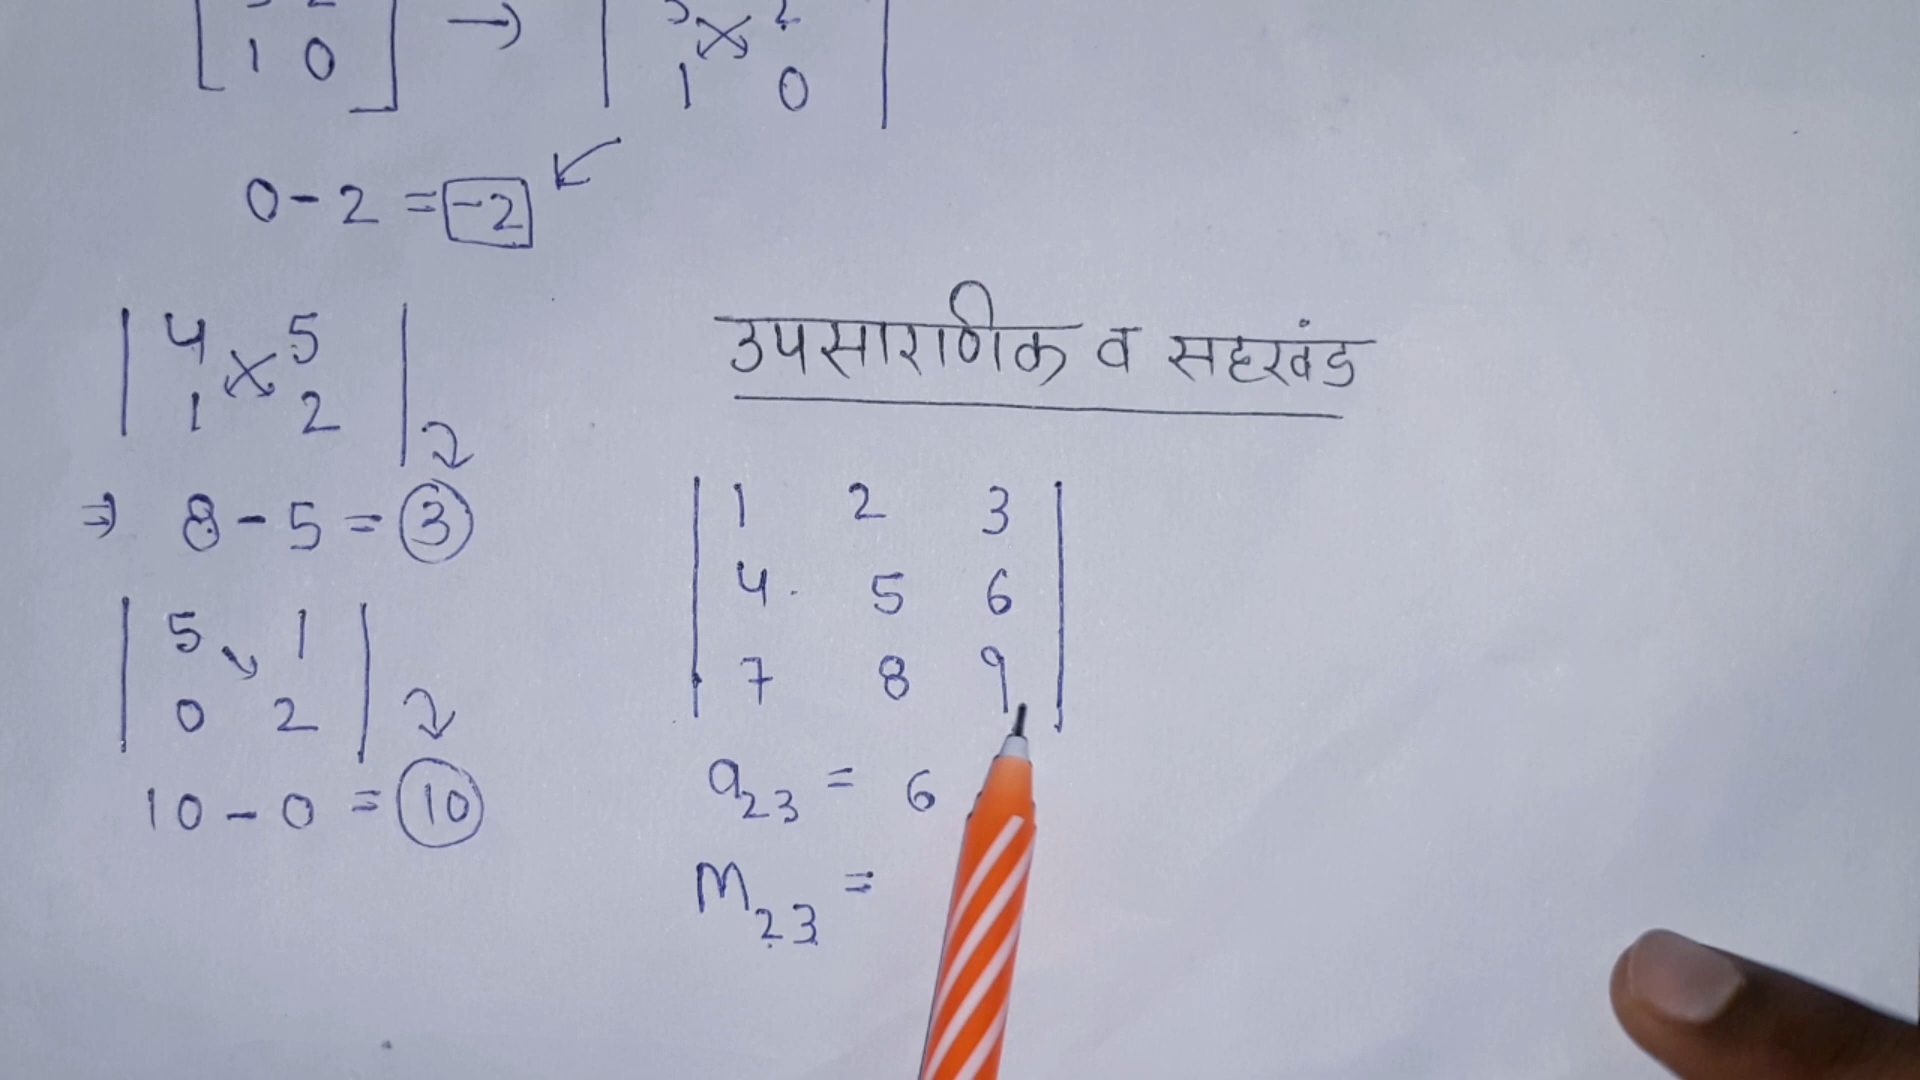 1 0
→
1 0
0 - 2 = -2
4 5
1 2
⇒ 8 - 5 = 3
5 1
0 2
10 - 0 = 10
उपसारणिक व सहखंड
1 2 3
4 5 6
7 8 9
a23 = 6
M23 =